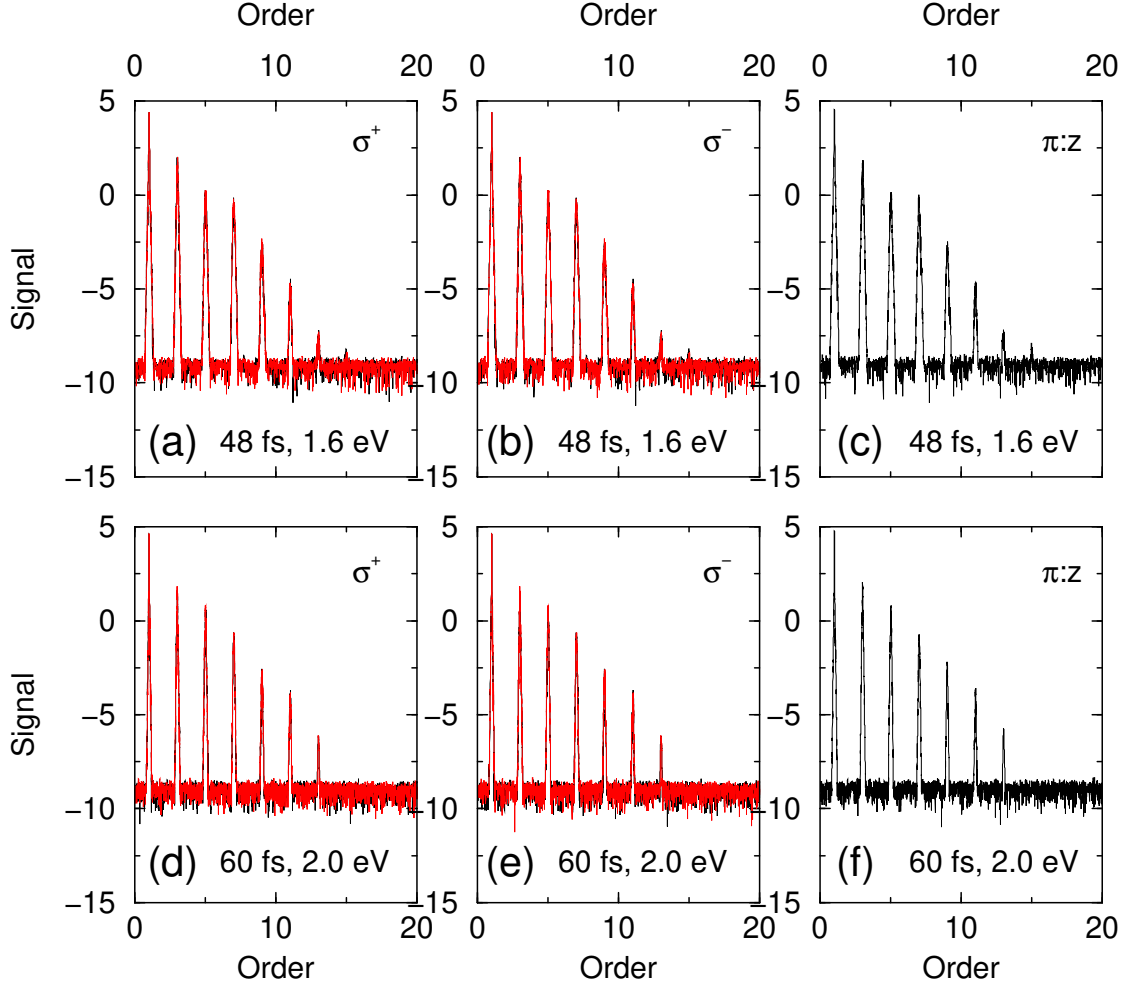 Order Order Order
0 10 20 0 10 20 0 10 20
5 5 5
σ⁺ σ⁻ π:z
0 0 0
Signal
−5 −5 −5
−10 −10 −10
(a) 48 fs, 1.6 eV (b) 48 fs, 1.6 eV (c) 48 fs, 1.6 eV
−15 −15 −15
5 5 5
σ⁺ σ⁻ π:z
0 0 0
Signal
−5 −5 −5
−10 −10 −10
(d) 60 fs, 2.0 eV (e) 60 fs, 2.0 eV (f) 60 fs, 2.0 eV
−15 −15 −15
0 10 20 0 10 20 0 10 20
Order Order Order